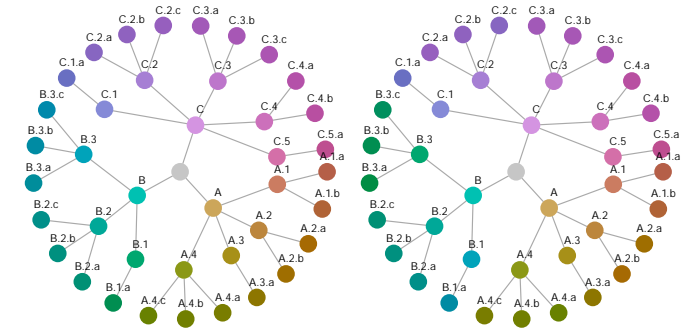 C.2.c
C.3.a
C.2.b
C.3.b
C.2.a
C.3.c
C.1.a
C.2
C.3
C.4.a
B.3.c
C.1
C
C.4
C.4.b
B.3.b
B.3
C.5
C.5.a
B.3.a
A.1
A.1.a
B
A
A.1.b
B.2.c
B.2
A.2
A.2.a
B.2.b
B.1
A.4
A.3
A.2.b
B.2.a
B.1.a
A.4.c
A.4.b
A.4.a
A.3.a
C.2.c
C.3.a
C.2.b
C.3.b
C.2.a
C.3.c
C.1.a
C.2
C.3
C.4.a
B.3.c
C.1
C
C.4
C.4.b
B.3.b
B.3
C.5
C.5.a
B.3.a
A.1
A.1.a
B
A
A.1.b
B.2.c
B.2
A.2
A.2.a
B.2.b
B.1
A.4
A.3
A.2.b
B.2.a
B.1.a
A.4.c
A.4.b
A.4.a
A.3.a